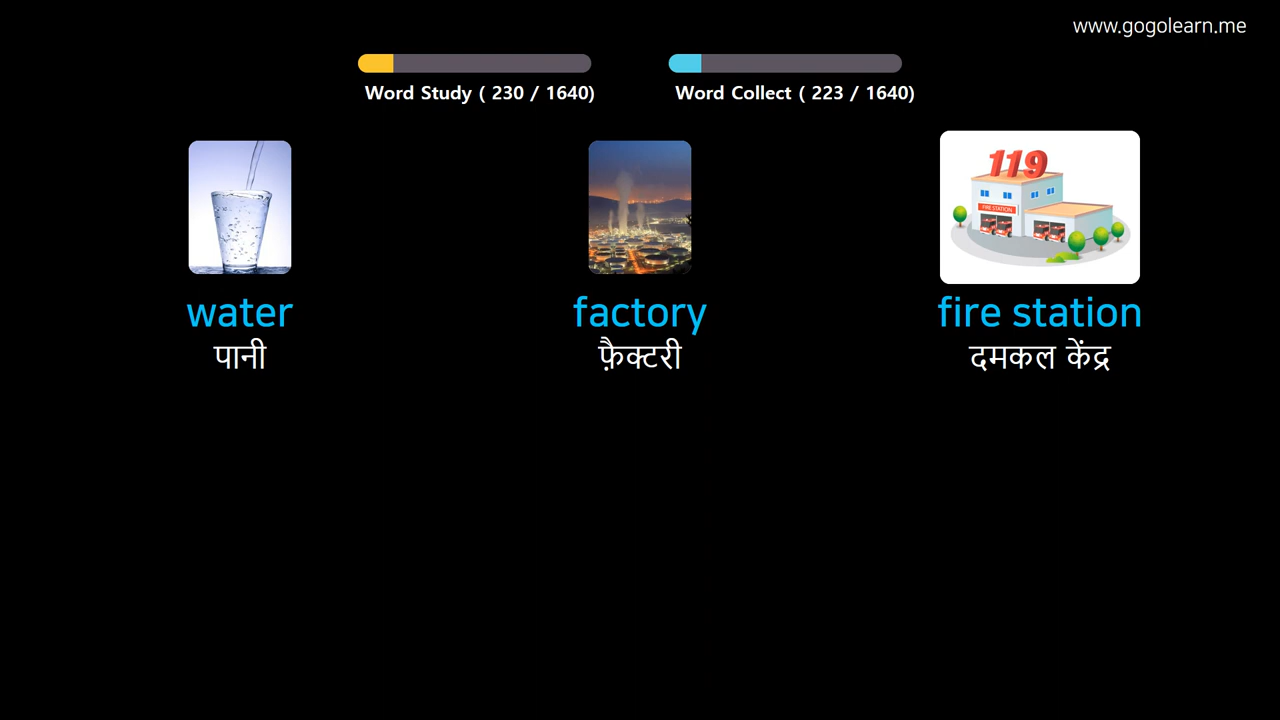 www.gogolearn.me
Word Study ( 230 / 1640)
Word Collect ( 223 / 1640)
119
FIRE STATION
water
factory
fire station
पानी
फ़ैक्टरी
दमकल केंद्र